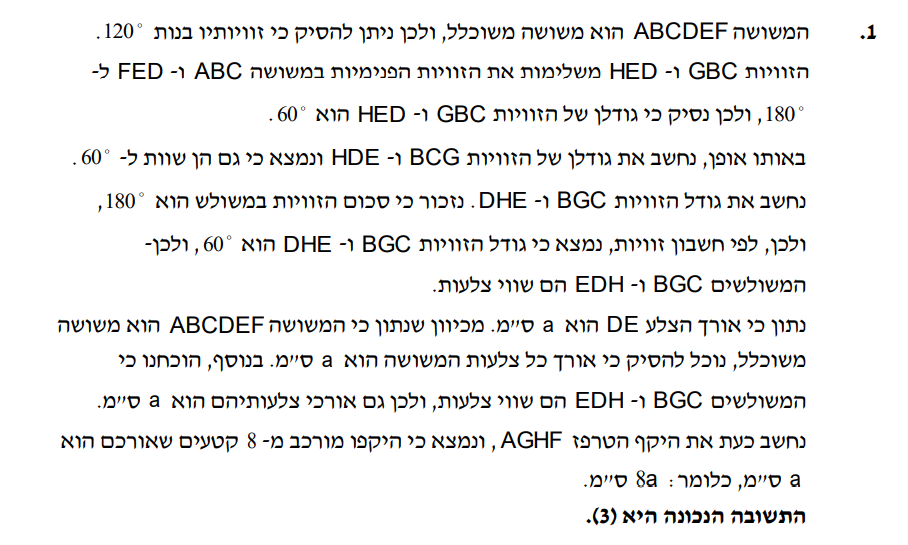 1. המשושה ABCDEF הוא משושה משוכלל, ולכן ניתן להסיק כי זוויותיו בנות 120°.
הזוויות GBC ו- HED משלימות את הזוויות הפנימיות במשושה ABC ו- FED ל-
180°, ולכן נסיק כי גודלן של הזוויות GBC ו- HED הוא 60°.
באותו אופן, נחשב את גודלן של הזוויות BCG ו- HDE ונמצא כי גם הן שוות ל- 60°.
נחשב את גודל הזוויות BGC ו- DHE. נזכור כי סכום הזוויות במשולש הוא 180°,
ולכן, לפי חשבון זוויות, נמצא כי גודל הזוויות BGC ו- DHE הוא 60°, ולכן-
המשולשים BGC ו- EDH הם שווי צלעות.
נתון כי אורך הצלע DE הוא a ס״מ. מכיוון שנתון כי המשושה ABCDEF הוא משושה
משוכלל, נוכל להסיק כי אורך כל צלעות המשושה הוא a ס״מ. בנוסף, הוכחנו כי
המשולשים BGC ו- EDH הם שווי צלעות, ולכן גם אורכי צלעותיהם הוא a ס״מ.
נחשב כעת את היקף הטרפז AGHF, ונמצא כי היקפו מורכב מ- 8 קטעים שאורכם הוא
a ס״מ, כלומר: 8a ס״מ.
התשובה הנכונה היא (3).